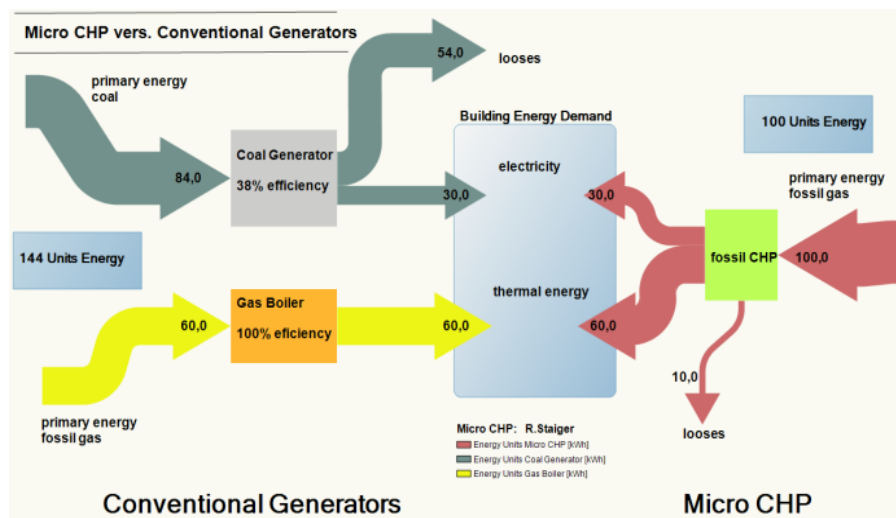 Micro CHP vers. Conventional Generators
primary energy
coal
54,0
looses
84,0
Coal Generator
38% efficiency
30,0
144 Units Energy
60,0
Gas Boiler
100% eficiency
60,0
primary energy
fossil gas
Building Energy Demand
electricity
thermal energy
100 Units Energy
primary energy
fossil gas
30,0
fossil CHP
100,0
60,0
10,0
looses
Micro CHP: R.Staiger
Energy Units Micro CHP [kWh]
Energy Units Coal Generator [kWh]
Energy Units Gas Boiler [kWh]
Conventional Generators
Micro CHP